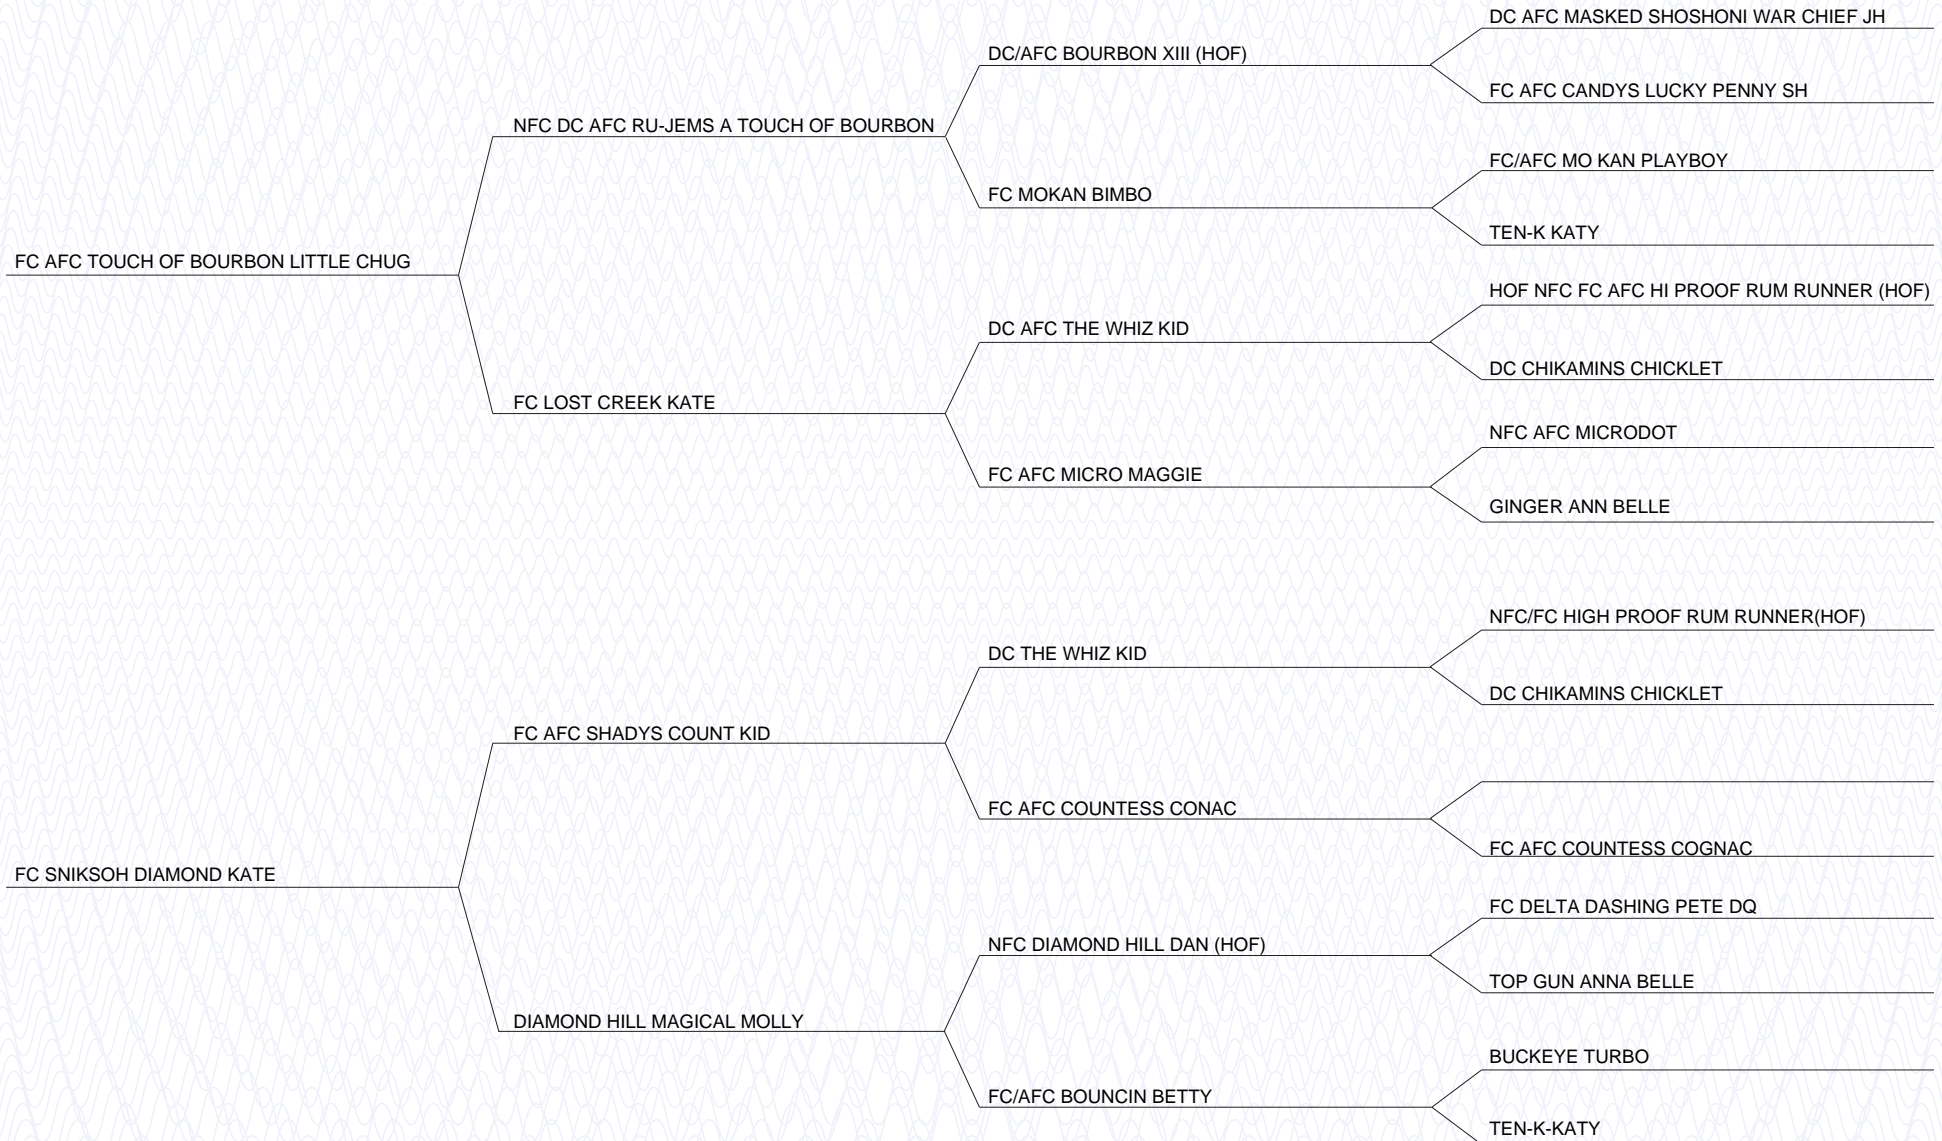 DC AFC MASKED SHOSHONI WAR CHIEF JH
DC/AFC BOURBON XIII (HOF)
FC AFC CANDYS LUCKY PENNY SH
NFC DC AFC RU-JEMS A TOUCH OF BOURBON
FC/AFC MO KAN PLAYBOY
FC MOKAN BIMBO
TEN-K KATY
FC AFC TOUCH OF BOURBON LITTLE CHUG
HOF NFC FC AFC HI PROOF RUM RUNNER (HOF)
DC AFC THE WHIZ KID
DC CHIKAMINS CHICKLET
FC LOST CREEK KATE
NFC AFC MICRODOT
FC AFC MICRO MAGGIE
GINGER ANN BELLE
NFC/FC HIGH PROOF RUM RUNNER(HOF)
DC THE WHIZ KID
DC CHIKAMINS CHICKLET
FC AFC SHADYS COUNT KID
FC AFC COUNTESS CONAC
FC AFC COUNTESS COGNAC
FC SNIKSOH DIAMOND KATE
FC DELTA DASHING PETE DQ
NFC DIAMOND HILL DAN (HOF)
TOP GUN ANNA BELLE
DIAMOND HILL MAGICAL MOLLY
BUCKEYE TURBO
FC/AFC BOUNCIN BETTY
TEN-K-KATY